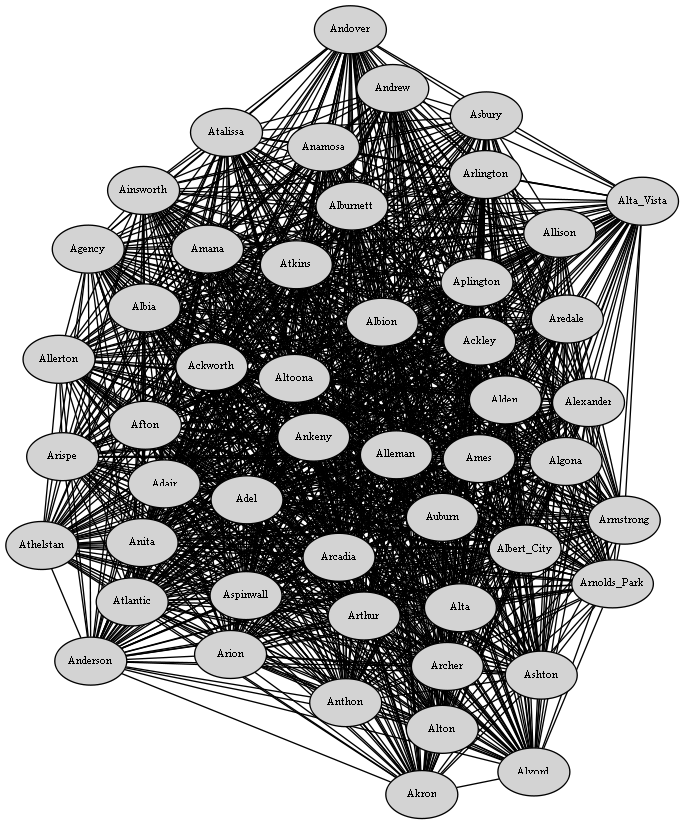 Andover
Andrew
Asbury
Atalissa
Anamosa
Arlington
Ainsworth
Alta_Vista
Alburnett
Allison
Agency
Amana
Atkins
Aplington
Albia
Albion
Aredale
Ackley
Allerton
Ackworth
Altoona
Alden
Alexander
Afton
Ankeny
Alleman
Arispe
Ames
Algona
Adair
Adel
Auburn
Armstrong
Athelstan
Anita
Albert_City
Arcadia
Arnolds_Park
Atlantic
Aspinwall
Alta
Arthur
Anderson
Arion
Archer
Ashton
Anthon
Alton
Alvord
Akron